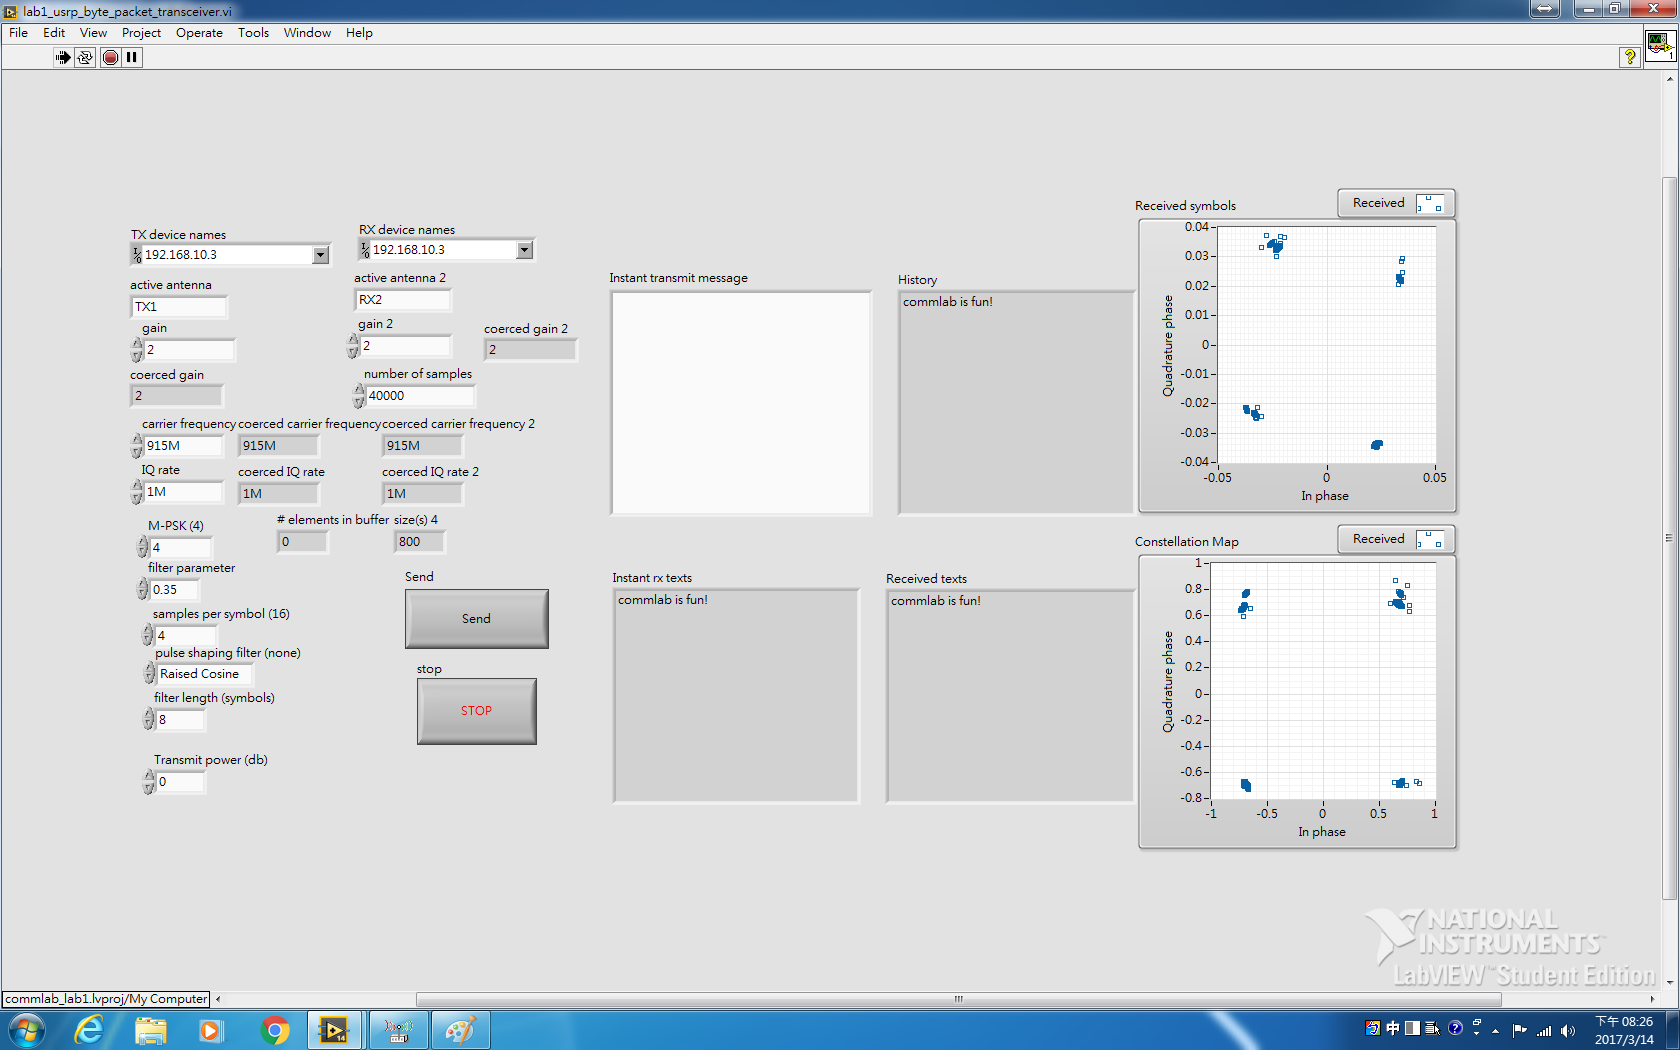 lab1_usrp_byte_packet_transceiver.vi
File Edit View Project Operate Tools Window Help
TX device names
192.168.10.3
RX device names
192.168.10.3
active antenna
TX1
active antenna 2
RX2
gain
2
gain 2
2
coerced gain 2
2
coerced gain
2
number of samples
40000
carrier frequency
915M
coerced carrier frequency
915M
coerced carrier frequency 2
915M
IQ rate
1M
coerced IQ rate
1M
coerced IQ rate 2
1M
M-PSK (4)
4
# elements in buffer
0
size(s) 4
800
filter parameter
0.35
samples per symbol (16)
4
pulse shaping filter (none)
Raised Cosine
filter length (symbols)
8
Transmit power (db)
0
Send
Send
stop
STOP
Instant transmit message
History
commlab is fun!
Instant rx texts
commlab is fun!
Received texts
commlab is fun!
Received symbols
Received
Quadrature phase
0.04
0.03
0.02
0.01
0
-0.01
-0.02
-0.03
-0.04
-0.05 0 0.05
In phase
Constellation Map
Received
Quadrature phase
1
0.8
0.6
0.4
0.2
0
-0.2
-0.4
-0.6
-0.8
-1 -0.5 0 0.5 1
In phase
NATIONAL
INSTRUMENTS™
LabVIEW™ Student Edition
commlab_lab1.lvproj/My Computer
14
中
下午 08:26
2017/3/14